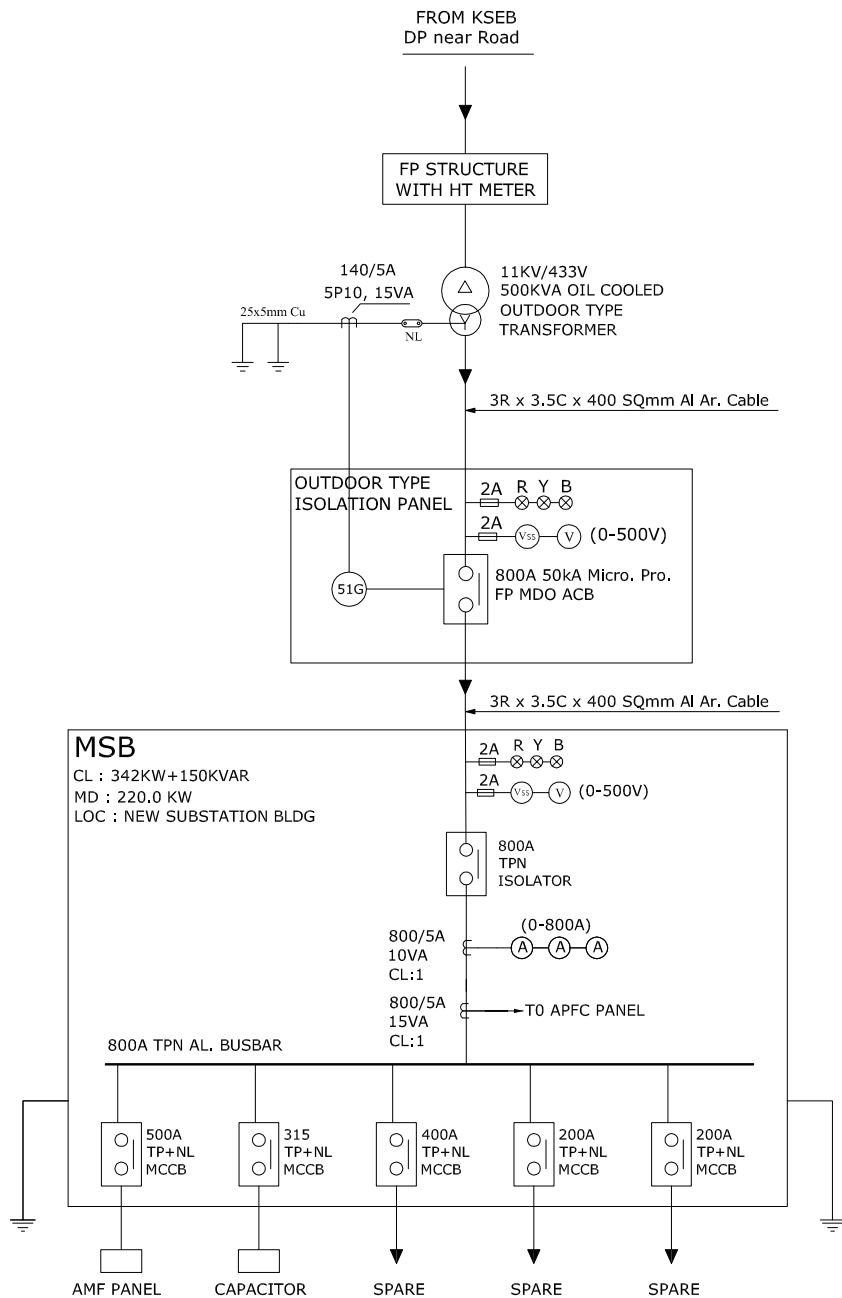 FROM KSEB
DP near Road
FP STRUCTURE
WITH HT METER
140/5A
5P10, 15VA
11KV/433V
500KVA OIL COOLED
OUTDOOR TYPE
TRANSFORMER
25x5mm Cu
NL
3R x 3.5C x 400 SQmm Al Ar. Cable
OUTDOOR TYPE
ISOLATION PANEL
2A R Y B
2A Vss V (0-500V)
51G
800A 50kA Micro. Pro.
FP MDO ACB
3R x 3.5C x 400 SQmm Al Ar. Cable
MSB
CL : 342KW+150KVAR
MD : 220.0 KW
LOC : NEW SUBSTATION BLDG
2A R Y B
2A Vss V (0-500V)
800A
TPN
ISOLATOR
800/5A
10VA
CL:1
(0-800A)
A A A
800/5A
15VA
CL:1
T0 APFC PANEL
800A TPN AL. BUSBAR
500A
TP+NL
MCCB
315
TP+NL
MCCB
400A
TP+NL
MCCB
200A
TP+NL
MCCB
200A
TP+NL
MCCB
AMF PANEL
CAPACITOR
SPARE
SPARE
SPARE